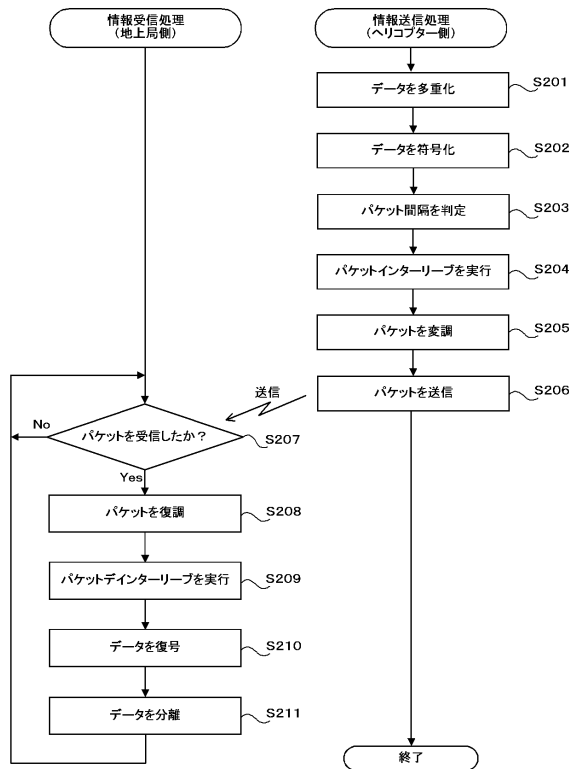 情報受信処理
(地上局側)
情報送信処理
(ヘリコプター側)
データを多重化
S201
データを符号化
S202
パケット間隔を判定
S203
パケットインターリーブを実行
S204
パケットを変調
S205
パケットを送信
S206
送信
No
パケットを受信したか?
S207
Yes
パケットを復調
S208
パケットデインターリーブを実行
S209
データを復号
S210
データを分離
S211
終了